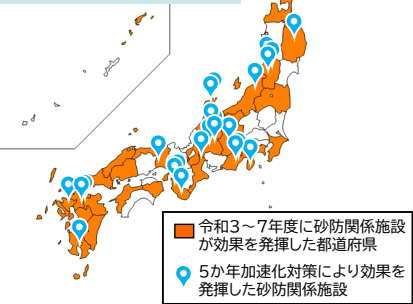 令和3～7年度に砂防関係施設
が効果を発揮した都道府県
5か年加速化対策により効果を
発揮した砂防関係施設